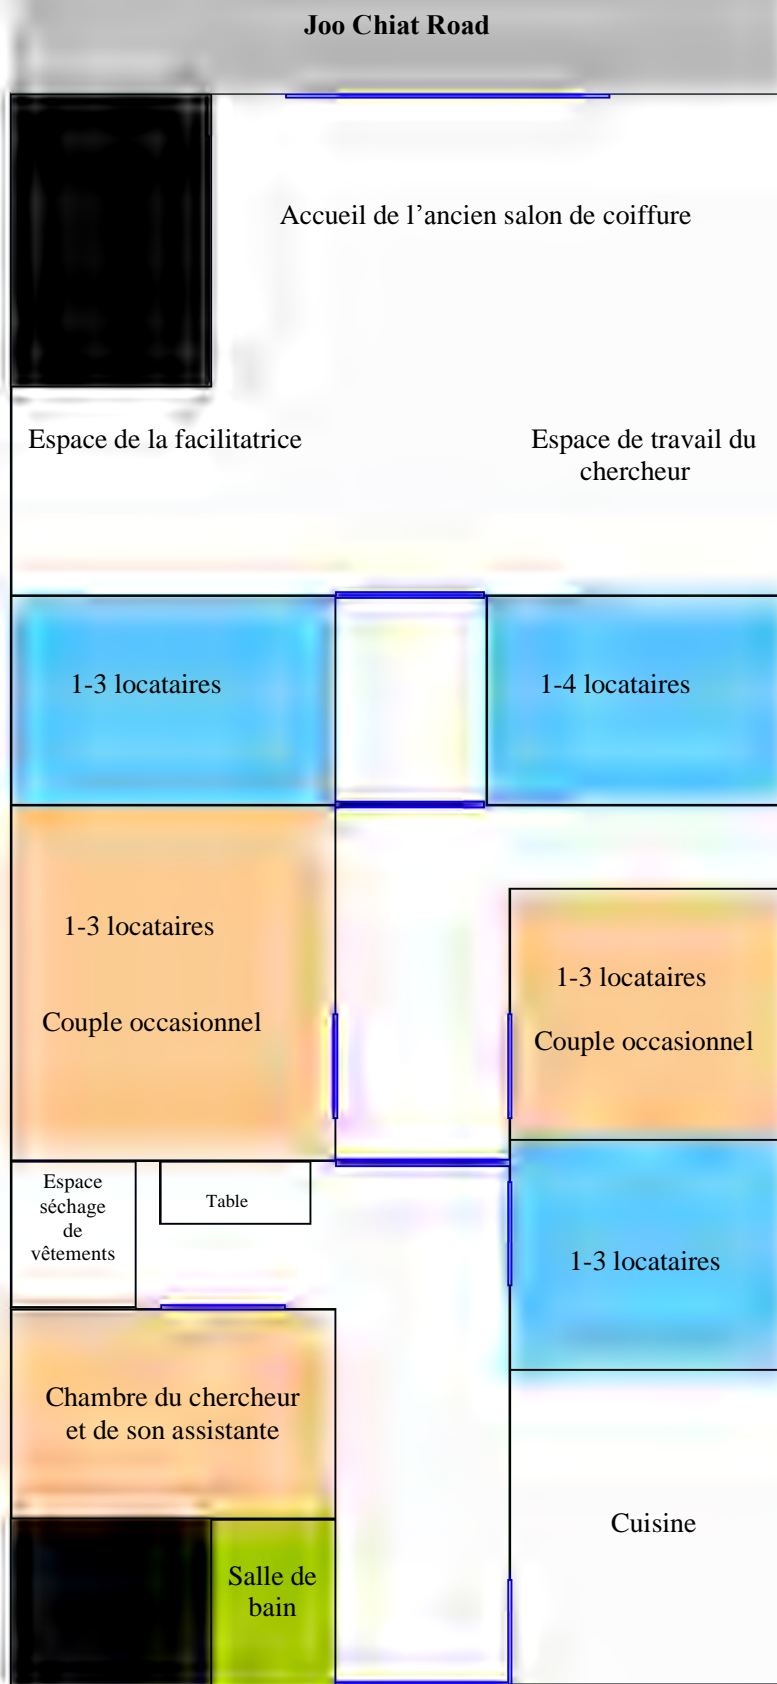 Joo Chiat Road
Accueil de l’ancien salon de coiffure
Espace de la facilitatrice
Espace de travail du
chercheur
1-3 locataires
1-4 locataires
1-3 locataires
Couple occasionnel
1-3 locataires
Couple occasionnel
Espace
séchage
de
vêtements
Table
1-3 locataires
Chambre du chercheur
et de son assistante
Cuisine
Salle de
bain